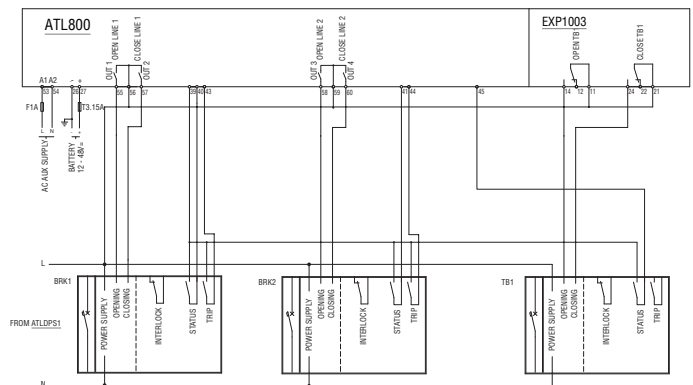 ATL800
EXP1003
OUT 1
OPEN LINE 1
CLOSE LINE 1
OUT 2
OUT 3
OPEN LINE 2
CLOSE LINE 2
OUT 4
OPEN TB1
CLOSE TB1
A1 A2 - +
53 54 26 27 55 56 57 39 40 43 58 59 60 41 44 45 14 12 11 24 22 21
F1A
T3.15A
L N - +
AC AUX SUPPLY
BATTERY
12 - 48V=
L
BRK1
BRK2
TB1
FROM ATLDPS1
POWER SUPPLY
OPENING
CLOSING
INTERLOCK
STATUS
TRIP
POWER SUPPLY
OPENING
CLOSING
INTERLOCK
STATUS
TRIP
POWER SUPPLY
OPENING
CLOSING
INTERLOCK
STATUS
TRIP
N